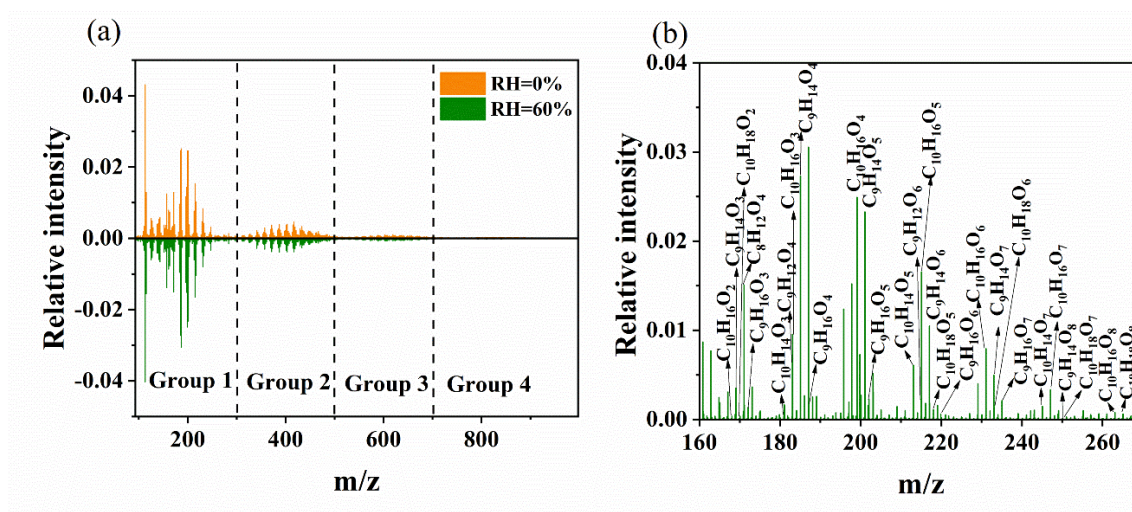 (a)
(b)
RH=0%
RH=60%
0.04
0.02
0.00
-0.02
-0.04
Relative intensity
Group 1
Group 2
Group 3
Group 4
200
400
600
800
m/z
0.04
0.03
0.02
0.01
0.00
Relative intensity
C₁₀H₁₆O₂
C₉H₁₄O₃
C₁₀H₁₈O₂
C₈H₁₂O₄
C₉H₁₆O₃
C₁₀H₁₄O₃
C₉H₁₂O₄
C₁₀H₁₆O₃
C₉H₁₄O₄
C₉H₁₆O₄
C₁₀H₁₆O₄
C₉H₁₄O₅
C₉H₁₆O₅
C₁₀H₁₄O₅
C₉H₁₂O₆
C₁₀H₁₆O₅
C₉H₁₄O₆
C₁₀H₁₈O₅
C₉H₁₆O₆
C₁₀H₁₆O₆
C₉H₁₄O₇
C₁₀H₁₈O₆
C₉H₁₆O₇
C₁₀H₁₄O₇
C₁₀H₁₆O₇
C₉H₁₄O₈
C₁₀H₁₈O₇
C₁₀H₁₆O₈
160
180
200
220
240
260
m/z